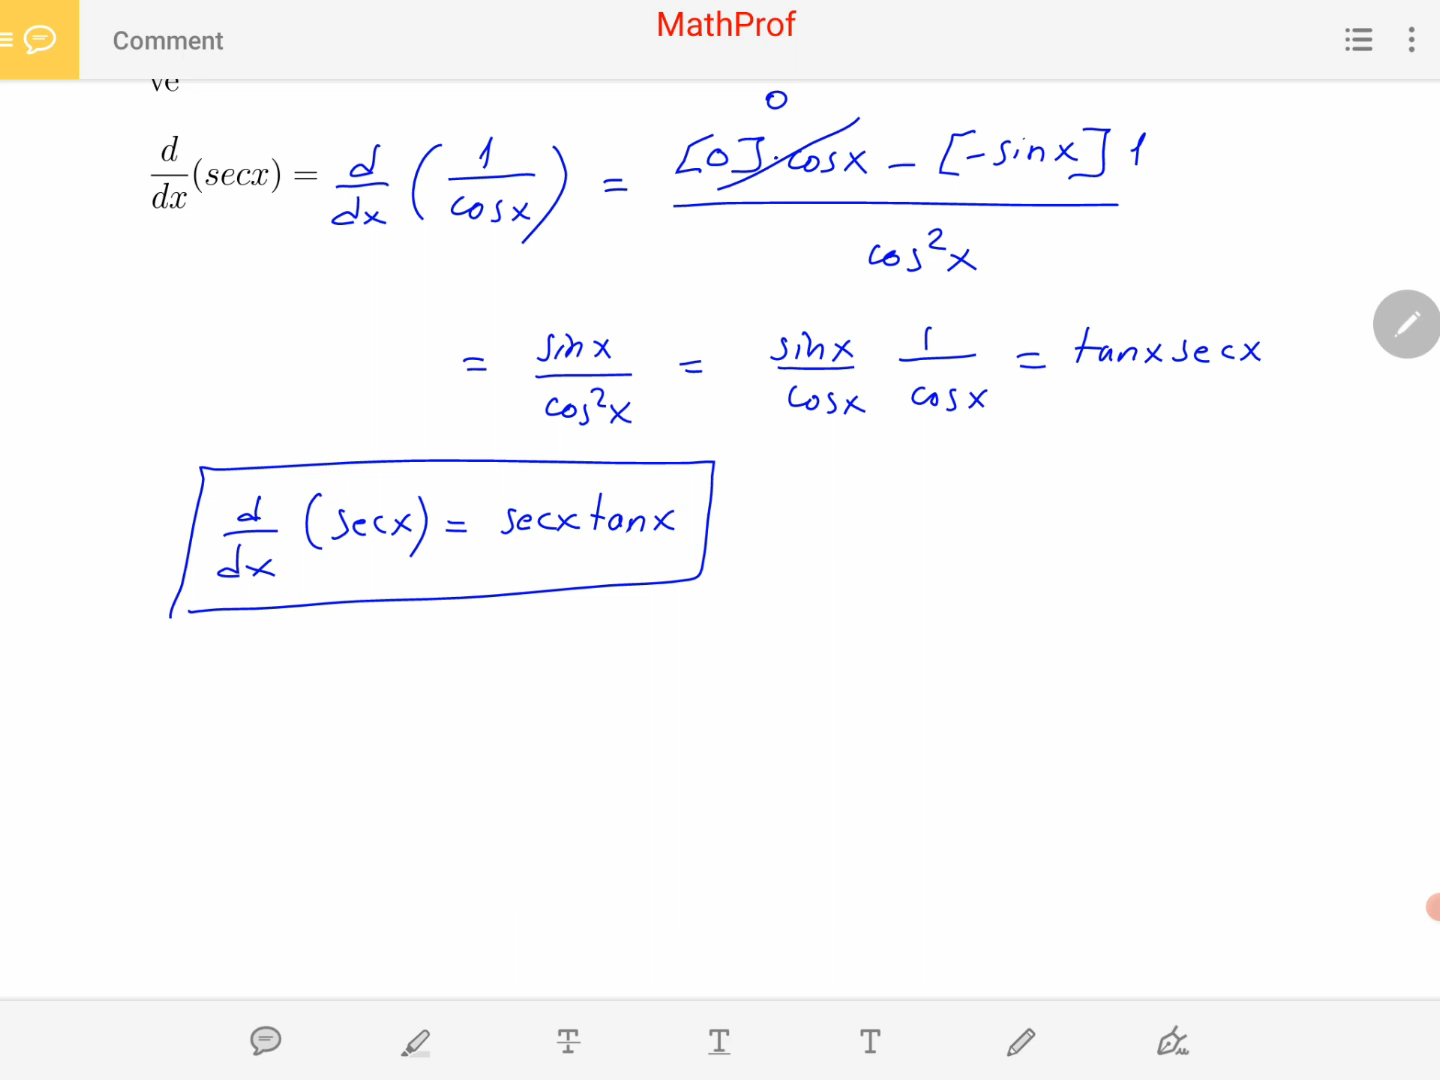 MathProf
Comment
ve
d/dx (secx) = d/dx (1/cosx) = ([0]·cosx − [−sinx] 1)/cos²x
0
= sinx/cos²x = sinx/cosx 1/cosx = tanxsecx
d/dx (secx) = secxtanx